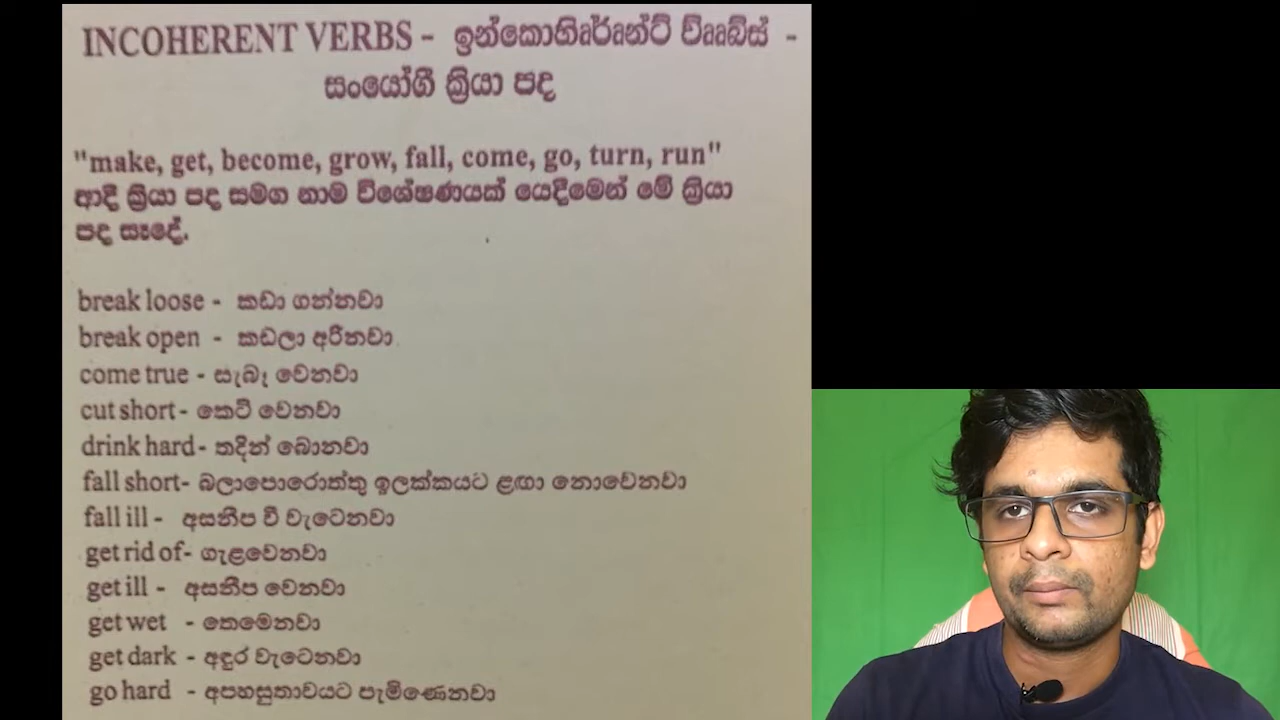 INCOHERENT VERBS - ඉන්කොහිෘර්ෘන්ට් ව්ෘෘබ්ස් -
සංයෝගී ක්‍රියා පද
"make, get, become, grow, fall, come, go, turn, run"
ආදී ක්‍රියා පද සමග නාම විශේෂණයක් යෙදීමෙන් මේ ක්‍රියා
පද සෑදේ.
break loose - කඩා ගන්නවා
break open - කඩලා අරිනවා
come true - සැබෑ වෙනවා
cut short - කෙටි වෙනවා
drink hard - තදින් බොනවා
fall short - බලාපොරොත්තු ඉලක්කයට ළඟා නොවෙනවා
fall ill - අසනීප වී වැටෙනවා
get rid of - ගැළවෙනවා
get ill - අසනීප වෙනවා
get wet - තෙමෙනවා
get dark - අඳුර වැටෙනවා
go hard - අපහසුතාවයට පැමිණෙනවා